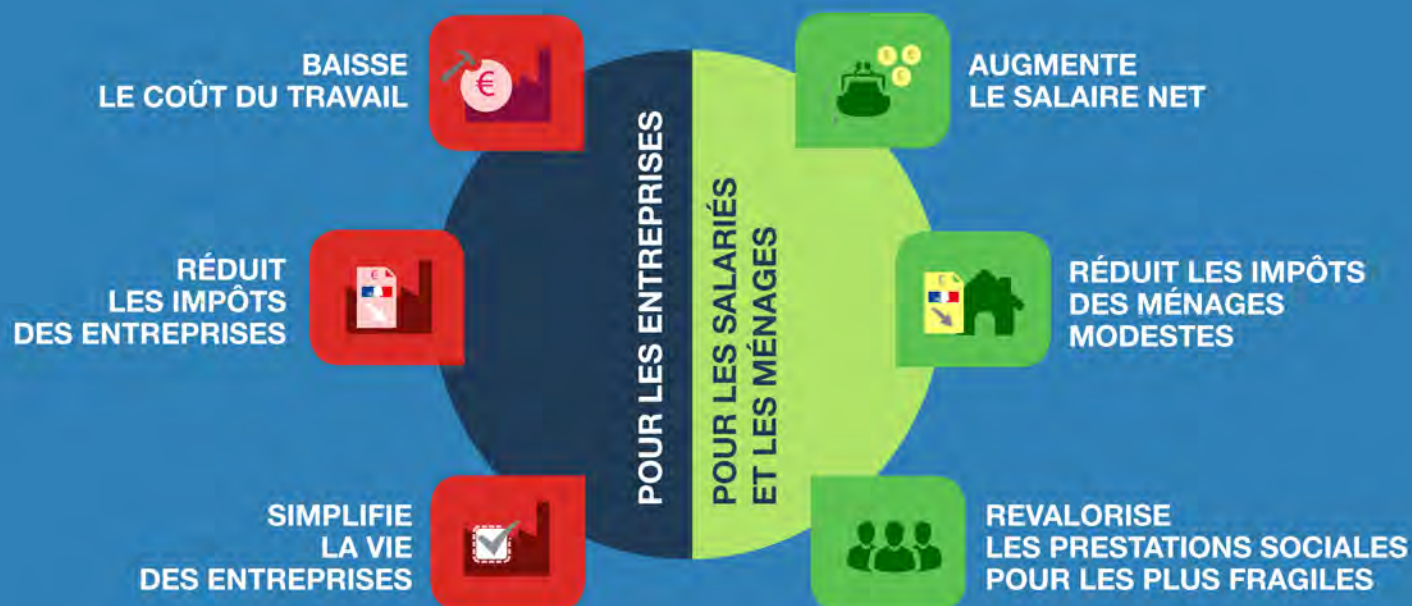 BAISSE
LE COÛT DU TRAVAIL
RÉDUIT
LES IMPÔTS
DES ENTREPRISES
SIMPLIFIE
LA VIE
DES ENTREPRISES
POUR LES ENTREPRISES
POUR LES SALARIÉS
ET LES MÉNAGES
AUGMENTE
LE SALAIRE NET
RÉDUIT LES IMPÔTS
DES MÉNAGES
MODESTES
REVALORISE
LES PRESTATIONS SOCIALES
POUR LES PLUS FRAGILES